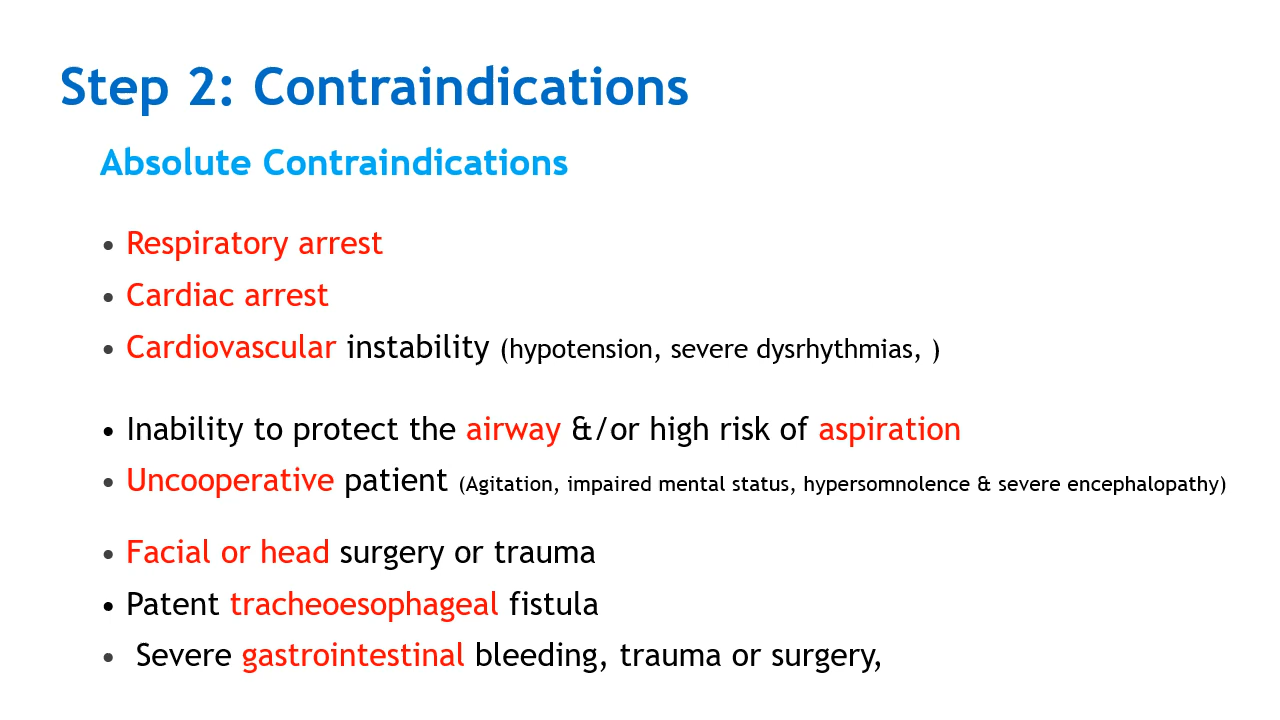 Step 2: Contraindications
Absolute Contraindications
• Respiratory arrest
• Cardiac arrest
• Cardiovascular instability (hypotension, severe dysrhythmias, )
• Inability to protect the airway &/or high risk of aspiration
• Uncooperative patient (Agitation, impaired mental status, hypersomnolence & severe encephalopathy)
• Facial or head surgery or trauma
• Patent tracheoesophageal fistula
• Severe gastrointestinal bleeding, trauma or surgery,